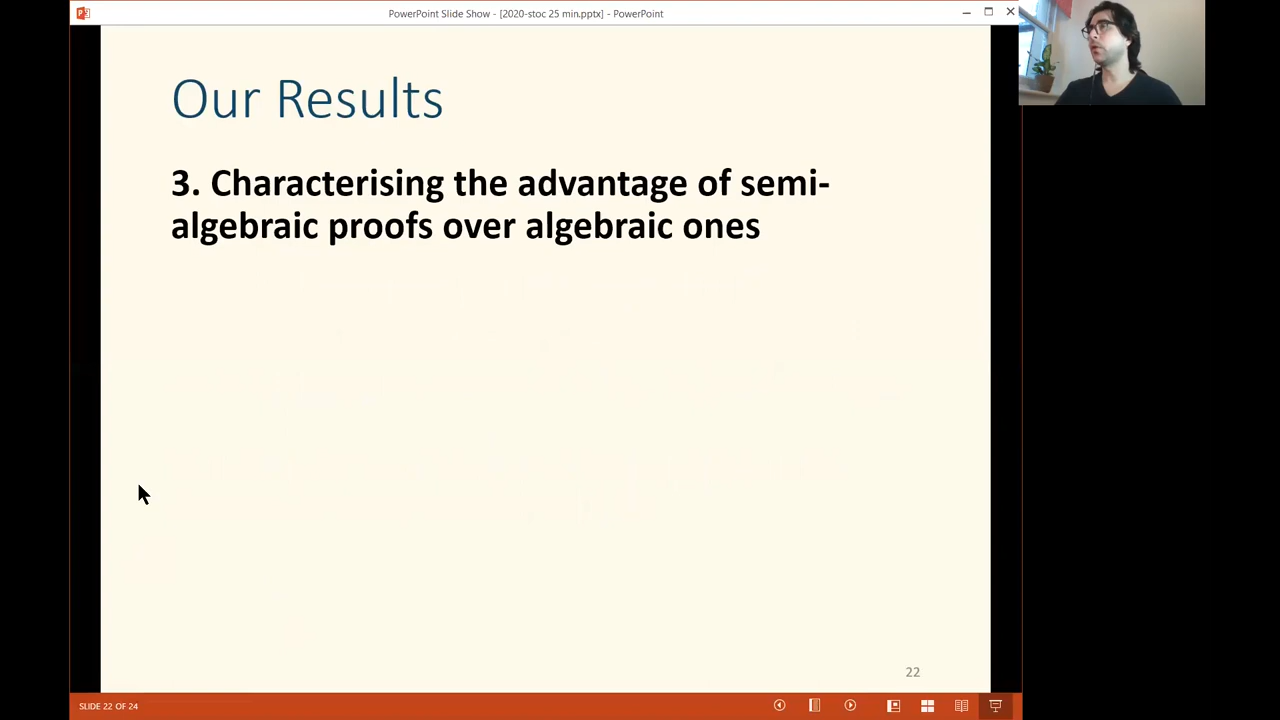 PowerPoint Slide Show - [2020-stoc 25 min.pptx] - PowerPoint
Our Results
3. Characterising the advantage of semi-
algebraic proofs over algebraic ones
22
SLIDE 22 OF 24